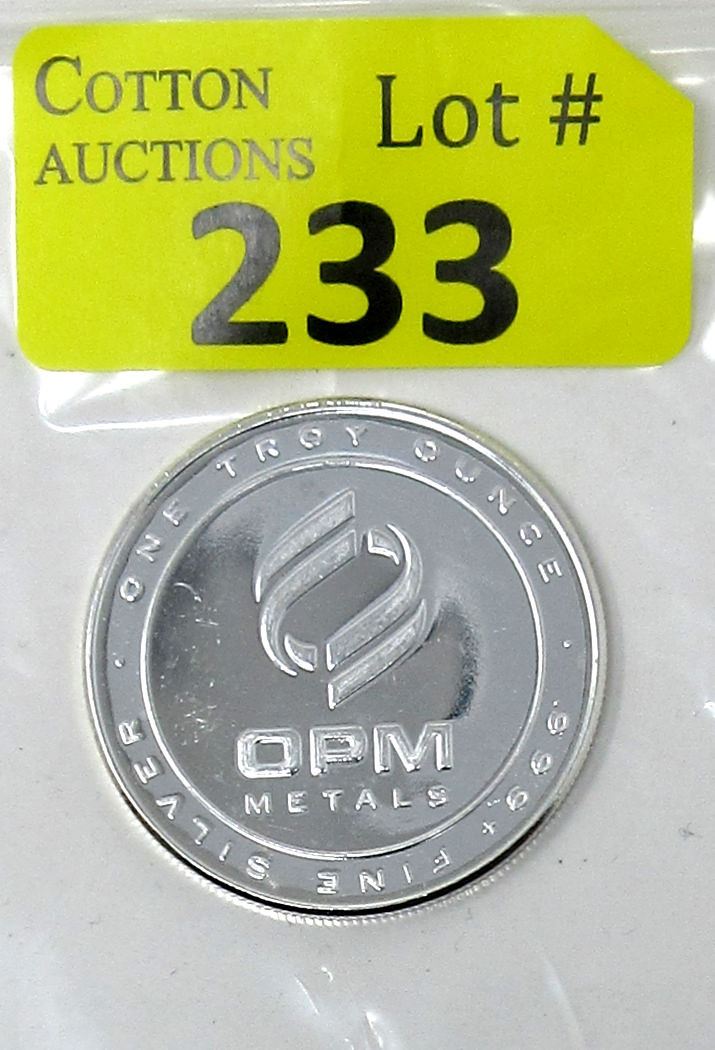 COTTON
AUCTIONS
Lot #
233
ONE TROY OUNCE
· .999+ FINE SILVER ·
OPM
METALS